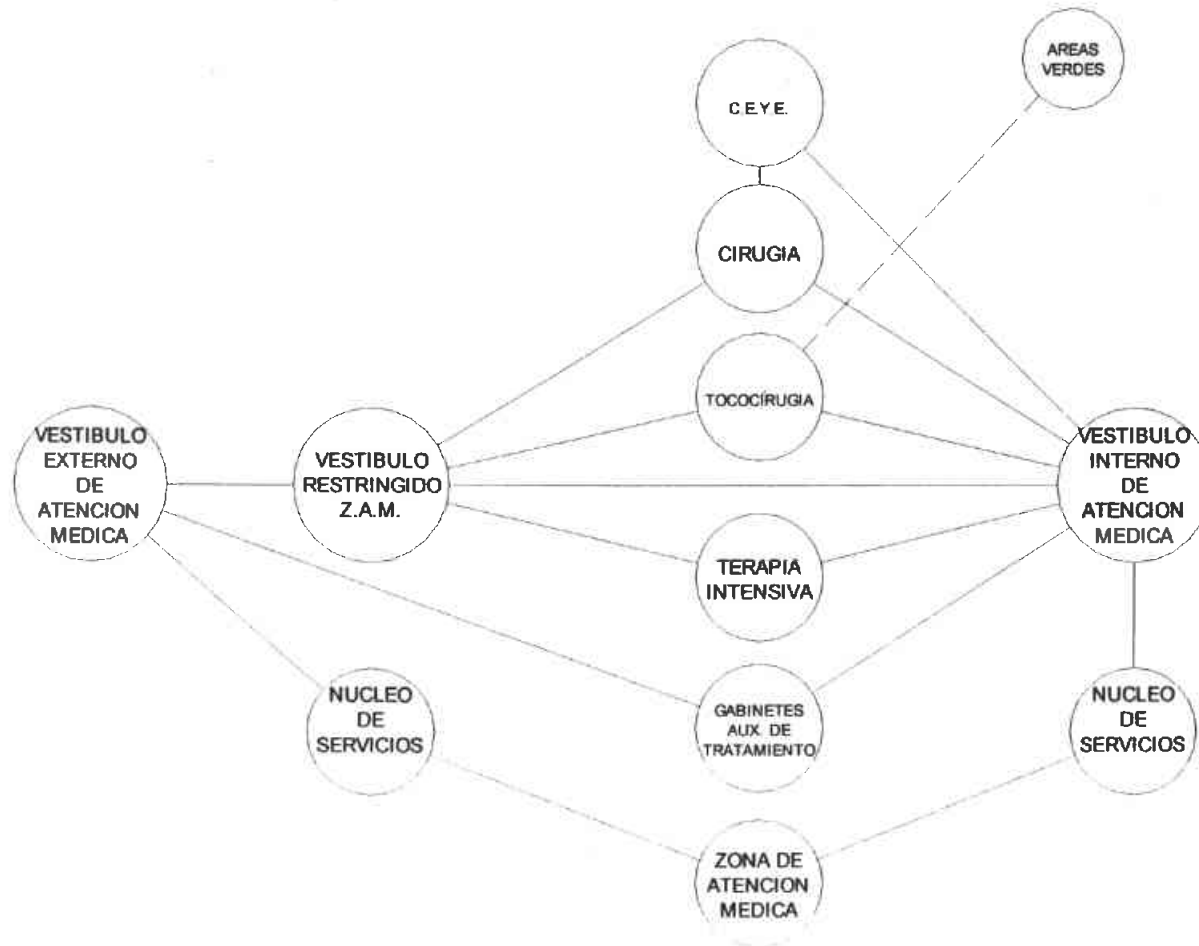 AREAS
VERDES
C.E.Y E.
CIRUGIA
TOCOCÍRUGIA
VESTIBULO
EXTERNO
DE
ATENCION
MEDICA
VESTIBULO
RESTRINGIDO
Z.A.M.
VESTIBULO
INTERNO
DE
ATENCION
MEDICA
TERAPIA
INTENSIVA
NUCLEO
DE
SERVICIOS
GABINETES
AUX. DE
TRATAMIENTO
NUCLEO
DE
SERVICIOS
ZONA DE
ATENCION
MEDICA